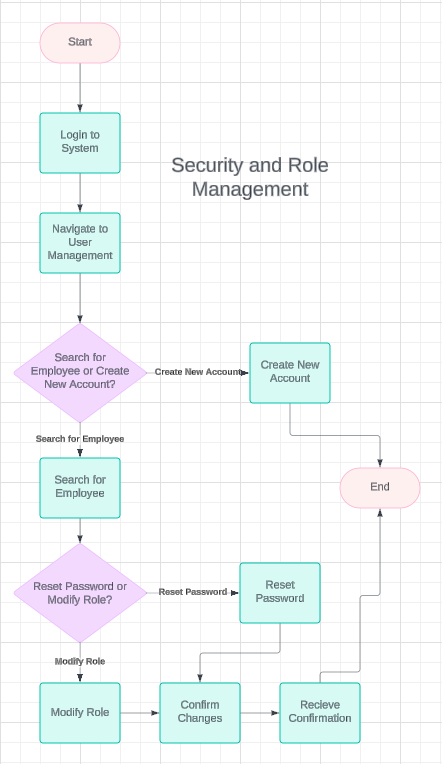 Start
Login to
System
Security and Role
Management
Navigate to
User
Management
Search for
Employee or Create
New Account?
Create New Account
Create New
Account
Search for Employee
Search for
Employee
End
Reset Password or
Modify Role?
Reset Password
Reset
Password
Modify Role
Modify Role
Confirm
Changes
Recieve
Confirmation